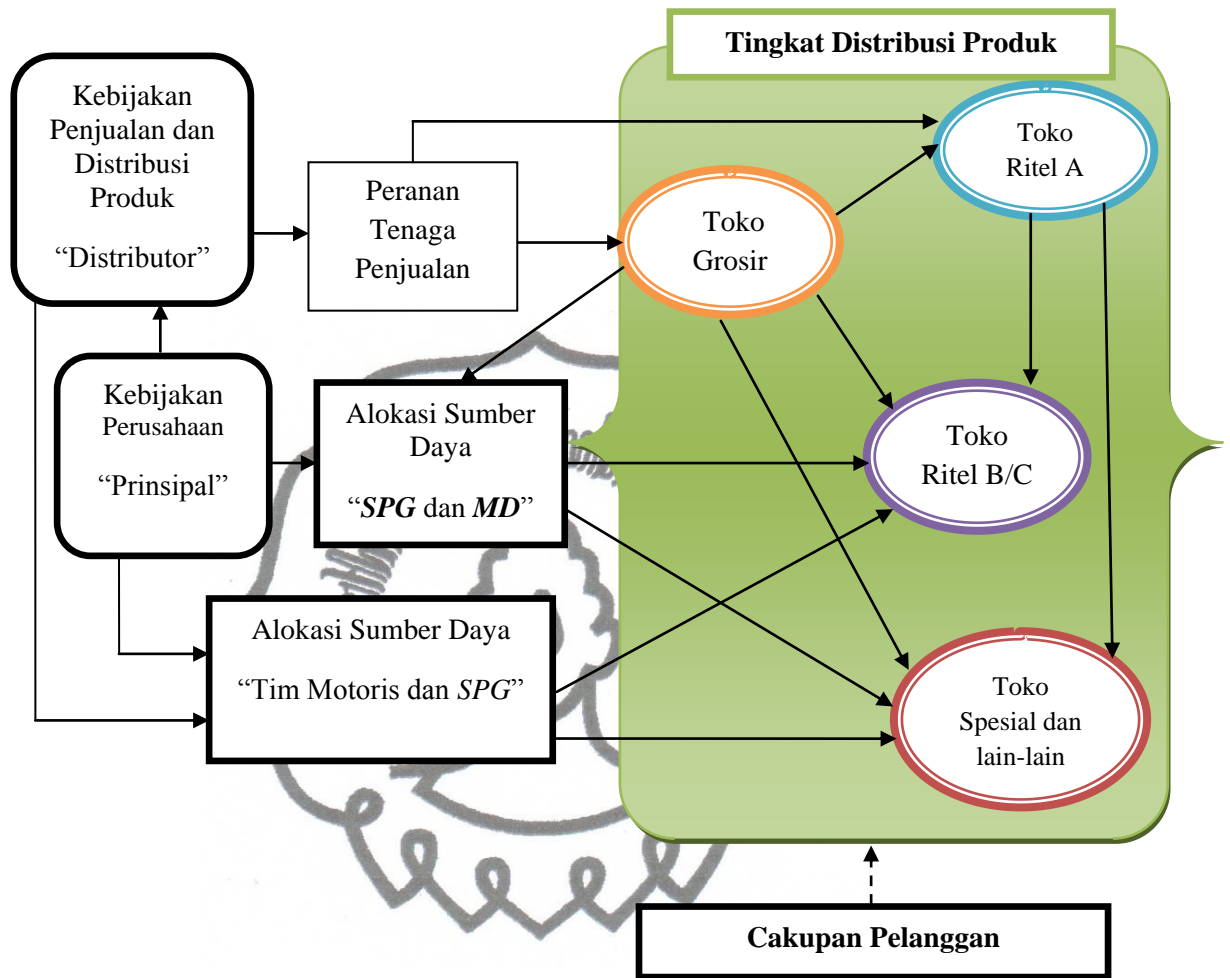 Tingkat Distribusi Produk
Kebijakan
Penjualan dan
Distribusi
Produk
“Distributor”
Peranan
Tenaga
Penjualan
Toko
Grosir
Toko
Ritel A
Kebijakan
Perusahaan
“Prinsipal”
Alokasi Sumber
Daya
“SPG dan MD”
Toko
Ritel B/C
Alokasi Sumber Daya
“Tim Motoris dan SPG”
Toko
Spesial dan
lain-lain
Cakupan Pelanggan